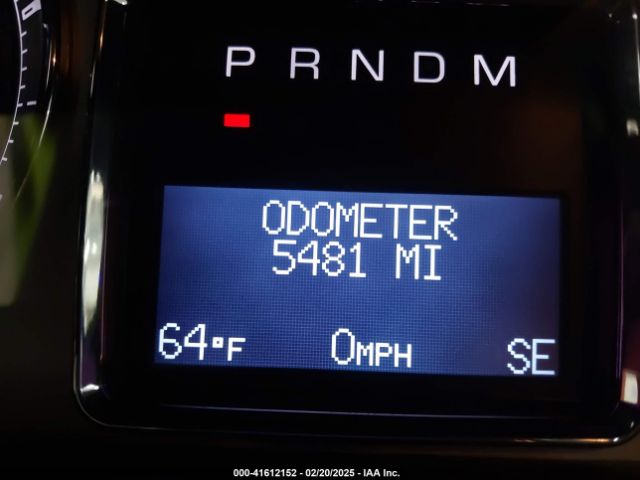 P R N D M
ODOMETER
5481 MI
64°F 0MPH SE
000-41612152 - 02/20/2025 - IAA Inc.